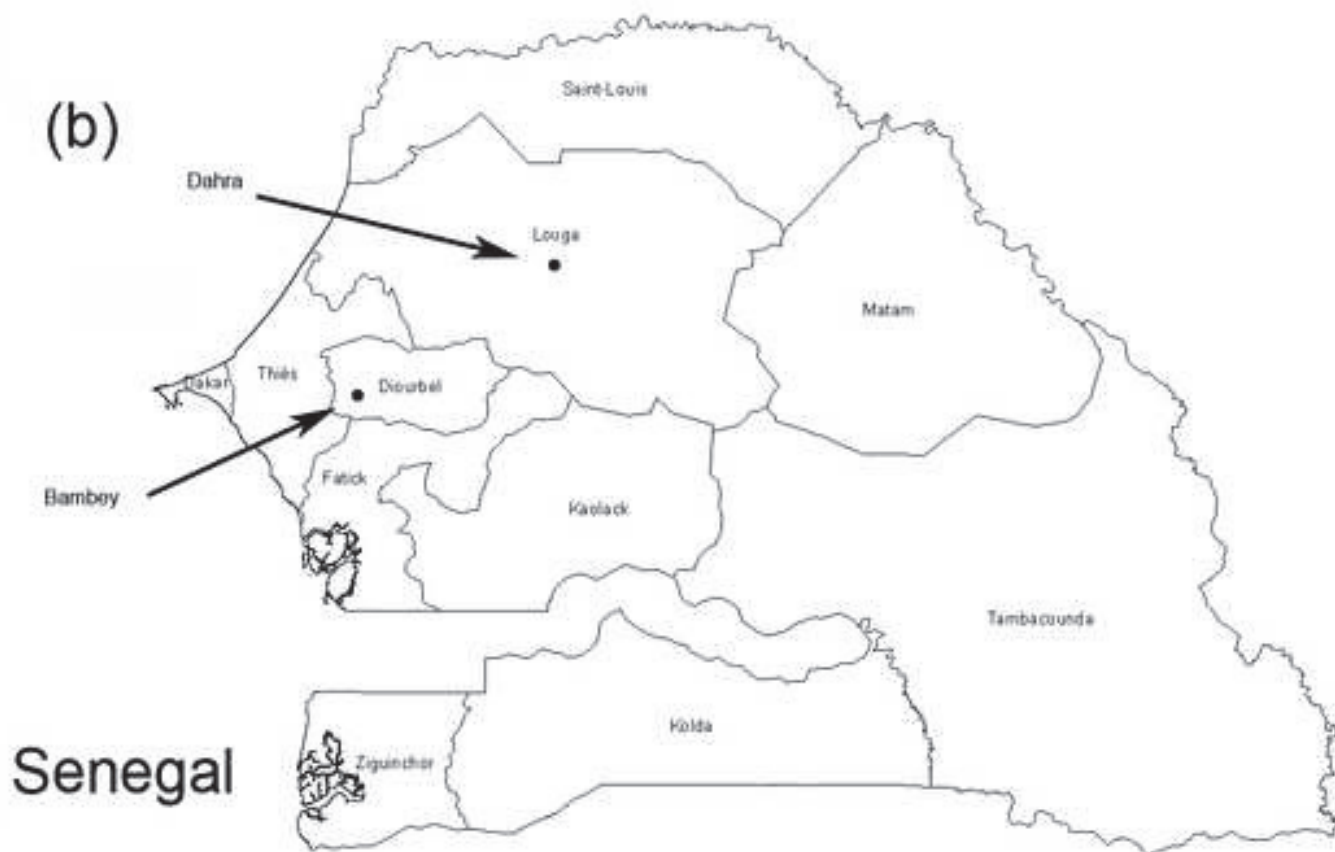 Saint-Louis
(b)
Dahra
Louga
Matam
Dakar
Thiès
Diourbel
Fatick
Bambey
Kaolack
Tambacounda
Kolda
Ziguinchor
Senegal